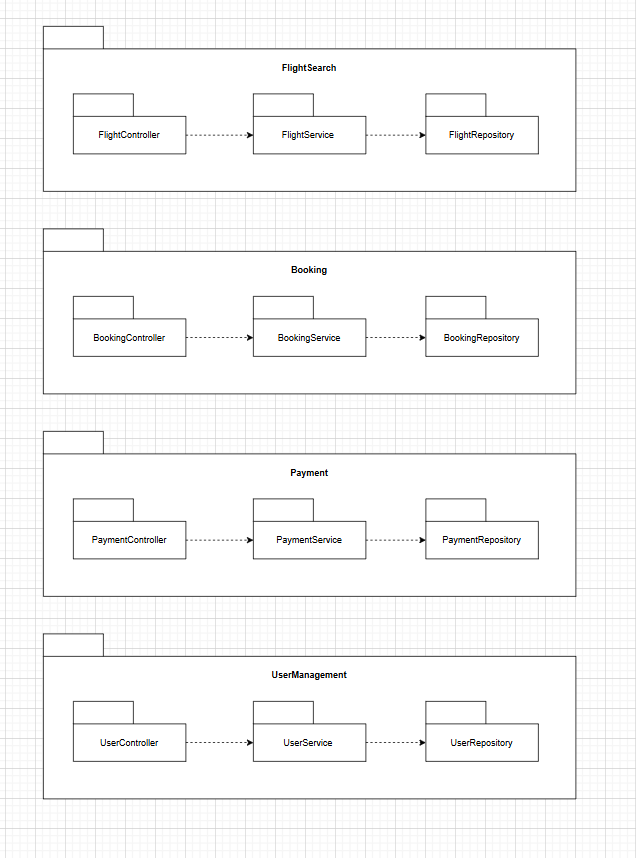 FlightSearch
FlightController
FlightService
FlightRepository
Booking
BookingController
BookingService
BookingRepository
Payment
PaymentController
PaymentService
PaymentRepository
UserManagement
UserController
UserService
UserRepository